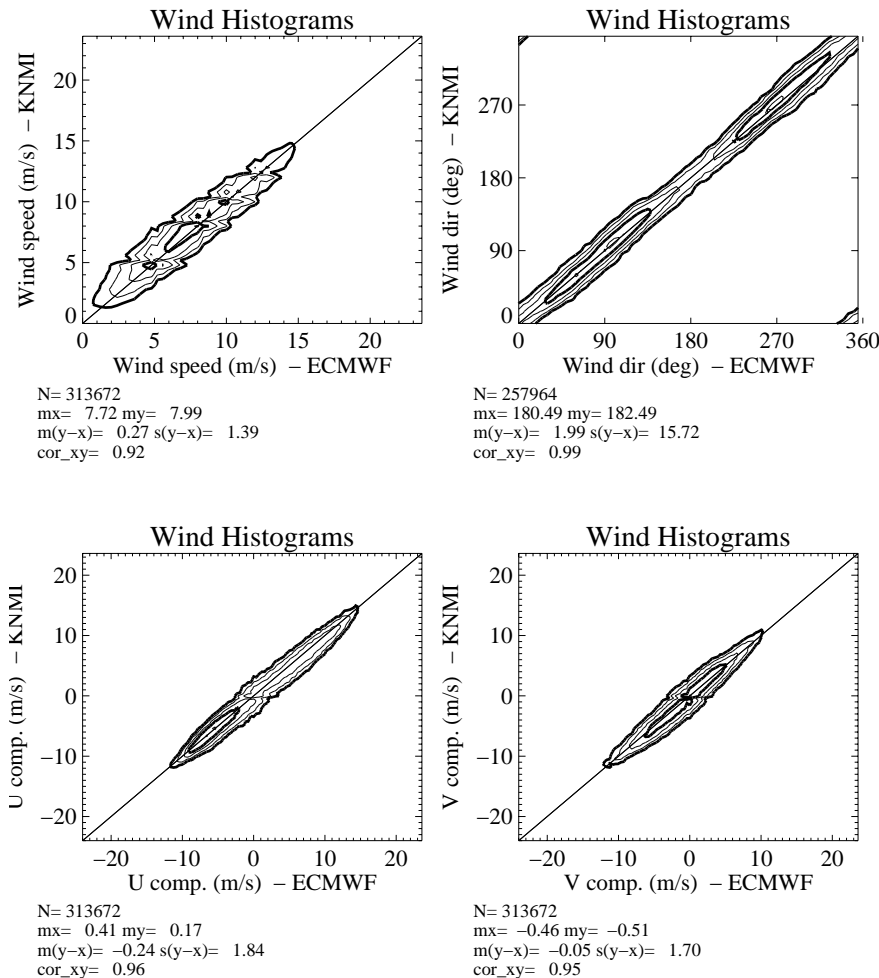 Wind Histograms
Wind speed (m/s) − KNMI
20
15
10
5
0
0 5 10 15 20
Wind speed (m/s) − ECMWF
N= 313672
mx= 7.72 my= 7.99
m(y−x)= 0.27 s(y−x)= 1.39
cor_xy= 0.92
Wind Histograms
Wind dir (deg) − KNMI
270
180
90
0
0 90 180 270 360
Wind dir (deg) − ECMWF
N= 257964
mx= 180.49 my= 182.49
m(y−x)= 1.99 s(y−x)= 15.72
cor_xy= 0.99
Wind Histograms
U comp. (m/s) − KNMI
20
10
0
−10
−20
−20 −10 0 10 20
U comp. (m/s) − ECMWF
N= 313672
mx= 0.41 my= 0.17
m(y−x)= −0.24 s(y−x)= 1.84
cor_xy= 0.96
Wind Histograms
V comp. (m/s) − KNMI
20
10
0
−10
−20
−20 −10 0 10 20
V comp. (m/s) − ECMWF
N= 313672
mx= −0.46 my= −0.51
m(y−x)= −0.05 s(y−x)= 1.70
cor_xy= 0.95